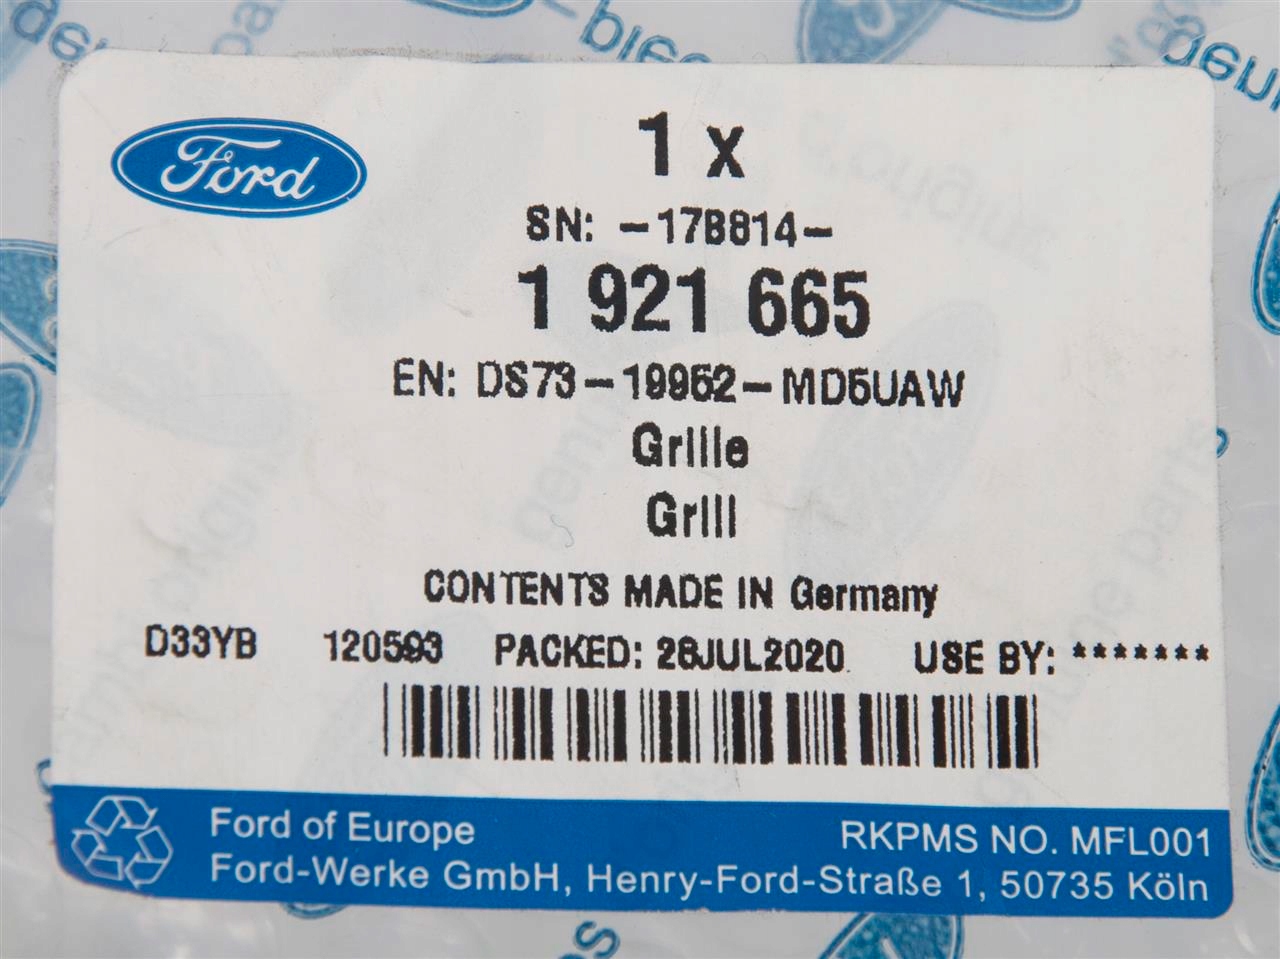 Ford
1 x
SN: -17B814-
1 921 665
EN: DS73-19952-MD5UAW
Grille
Grill
CONTENTS MADE IN Germany
D33YB 120593 PACKED: 28JUL2020 USE BY: *******
Ford of Europe RKPMS NO. MFL001
Ford-Werke GmbH, Henry-Ford-Straße 1, 50735 Köln